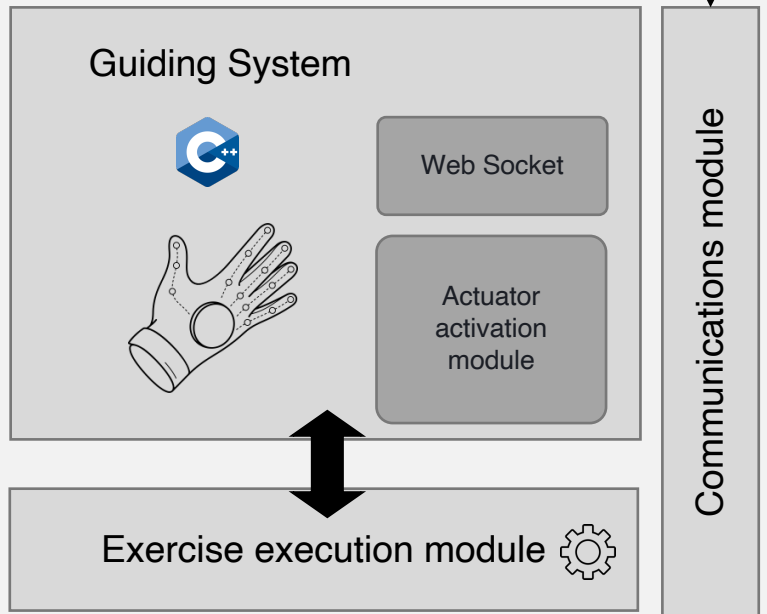 Guiding System
C++
Web Socket
Actuator
activation
module
Communications module
Exercise execution module